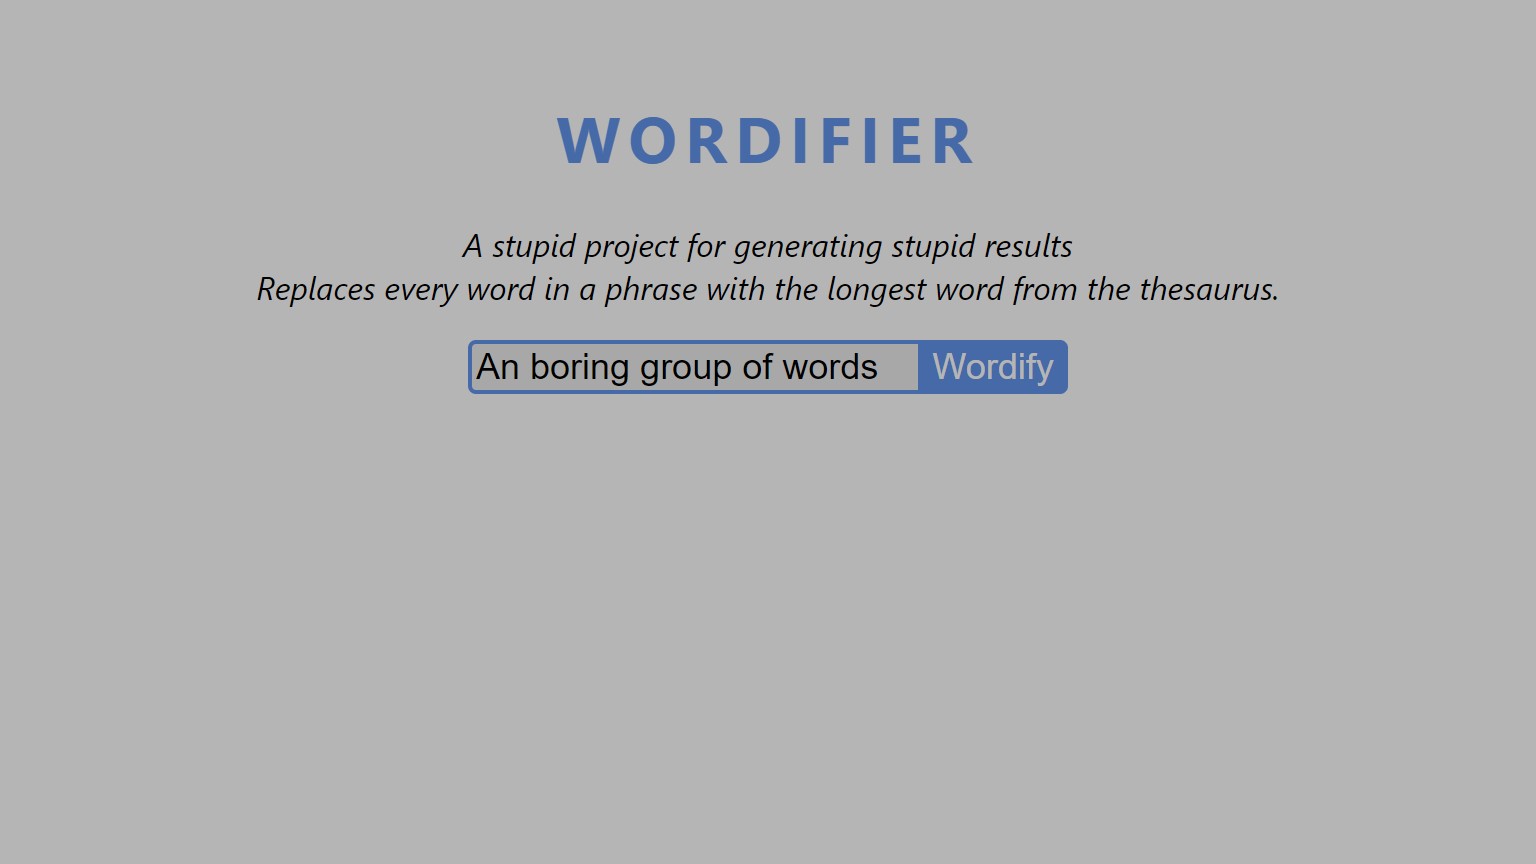 WORDIFIER
A stupid project for generating stupid results
Replaces every word in a phrase with the longest word from the thesaurus.
An boring group of words Wordify